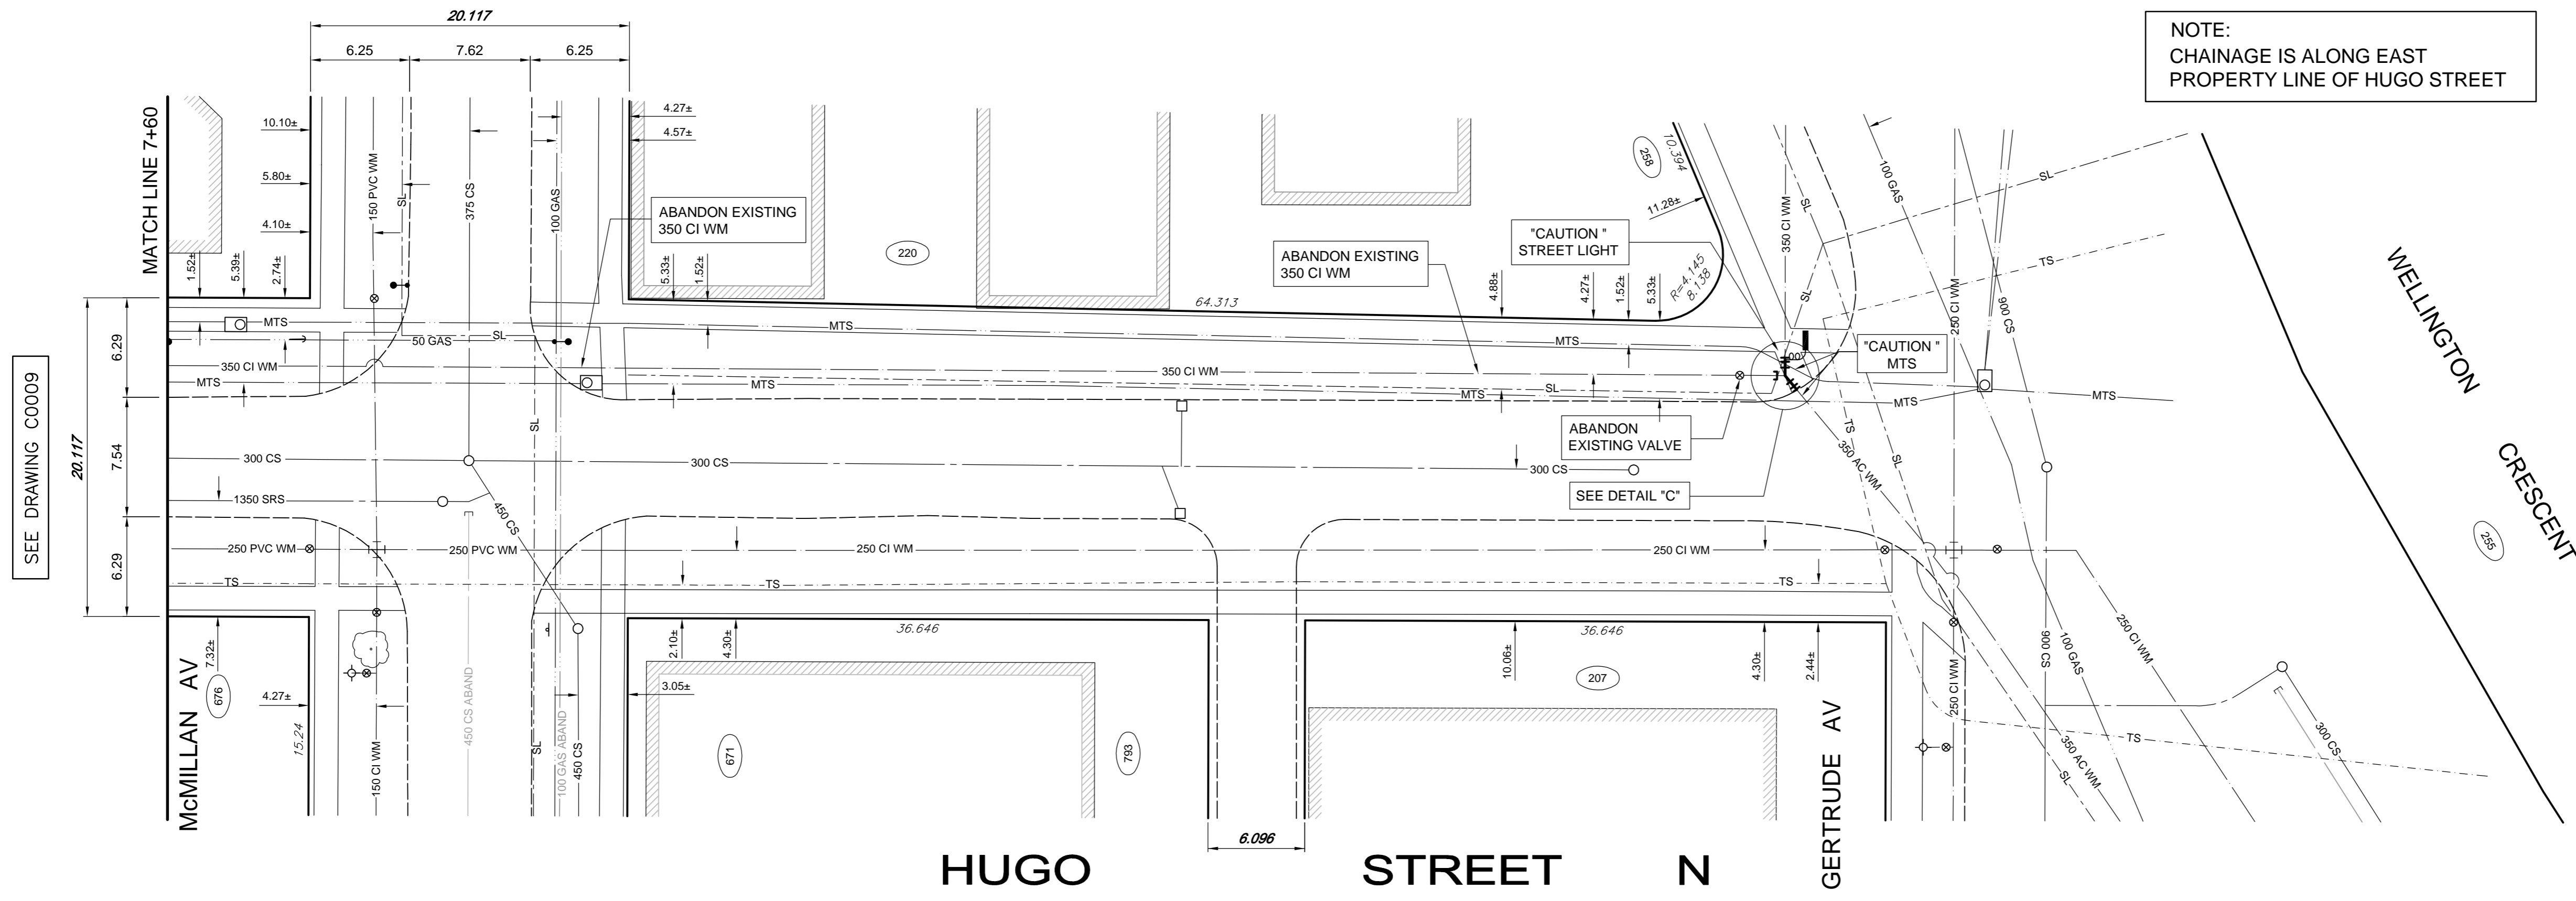 20.117
6.25
7.62
6.25
NOTE:
CHAINAGE IS ALONG EAST
PROPERTY LINE OF HUGO STREET
MATCH LINE 7+60
10.10±
5.80±
4.10±
1.52±
5.39±
2.74±
150 PVC WM
SL
375 CS
100 GAS
4.27±
4.57±
ABANDON EXISTING
350 CI WM
5.33±
1.52±
220
64.313
ABANDON EXISTING
350 CI WM
"CAUTION "
STREET LIGHT
258
10.394
11.28±
4.88±
4.27±
1.52±
5.33±
R=4.145
8.138
350 CI WM
SL
SL
100 GAS
250 CI WM
900 CS
SL
TS
WELLINGTON
CRESCENT
255
SEE DRAWING C0009
20.117
6.29
7.54
6.29
MTS
50 GAS
SL
MTS
MTS
350 CI WM
350 CI WM
MTS
MTS
SL
MTS
"CAUTION "
MTS
MTS
MTS
ABANDON
EXISTING VALVE
SEE DETAIL "C"
TS
350 AC WM
SL
300 CS
300 CS
300 CS
1350 SRS
450 CS
SL
250 PVC WM
250 PVC WM
250 CI WM
250 CI WM
TS
TS
TS
7.32±
676
4.27±
15.24
McMILLAN AV
150 CI WM
450 CS ABAND
SL
100 GAS ABAND
450 CS
2.10±
4.30±
3.05±
36.646
671
793
6.096
36.646
10.06±
207
4.30±
2.44±
GERTRUDE AV
250 CI WM
900 CS
100 GAS
250 CI WM
350 AC WM
SL
TS
300 CS
HUGO STREET N